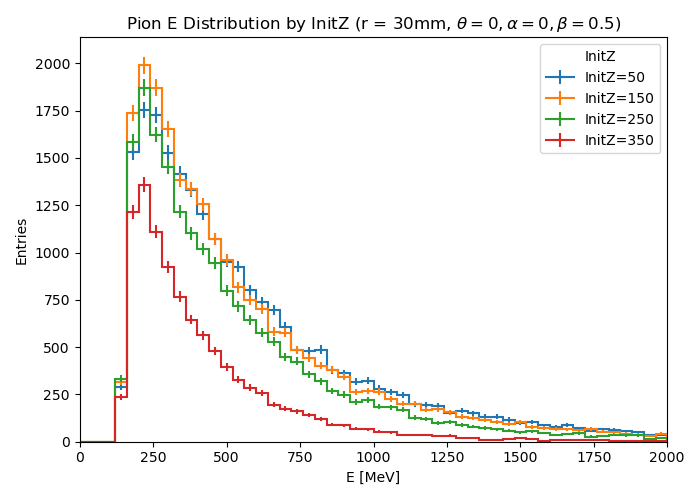 Pion E Distribution by InitZ (r = 30mm, θ = 0, α = 0, β = 0.5)
InitZ
InitZ=50
InitZ=150
InitZ=250
InitZ=350
Entries
2000
1750
1500
1250
1000
750
500
250
0
0 250 500 750 1000 1250 1500 1750 2000
E [MeV]